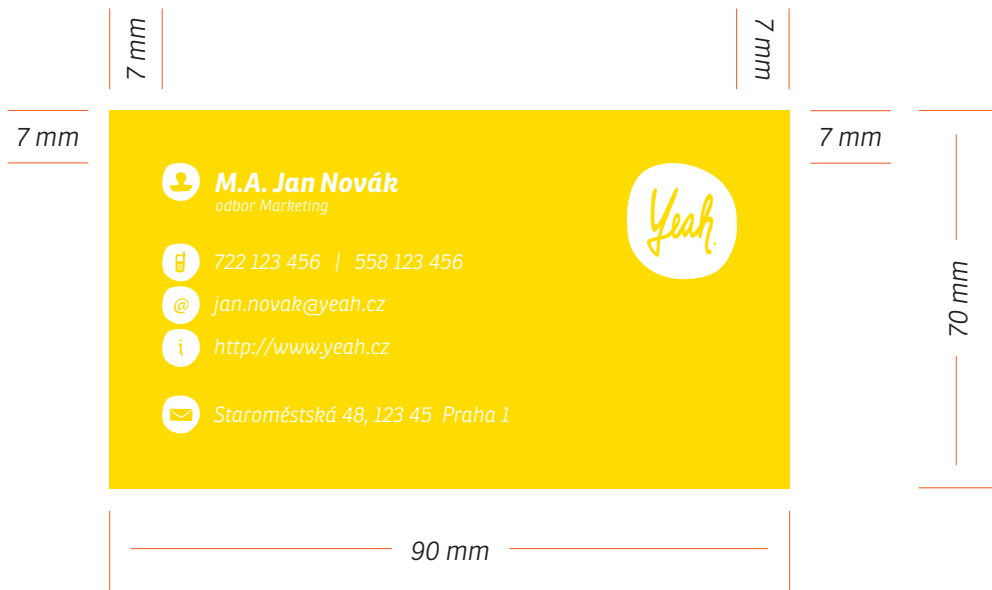 7 mm
7 mm
7 mm
7 mm
M.A. Jan Novák
odbor Marketing
Yeah.
722 123 456 | 558 123 456
@ jan.novak@yeah.cz
i http://www.yeah.cz
Staroměstská 48, 123 45 Praha 1
70 mm
90 mm